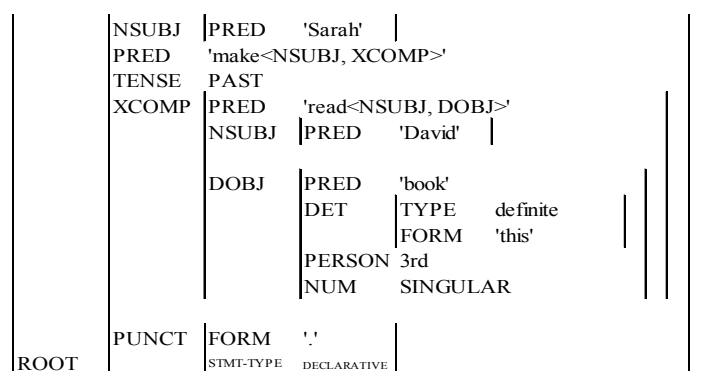 NSUBJ PRED 'Sarah'
PRED 'make<NSUBJ, XCOMP>'
TENSE PAST
XCOMP PRED 'read<NSUBJ, DOBJ>'
NSUBJ PRED 'David'
DOBJ PRED 'book'
DET TYPE definite
FORM 'this'
PERSON 3rd
NUM SINGULAR
PUNCT FORM '.'
ROOT STMT-TYPE DECLARATIVE